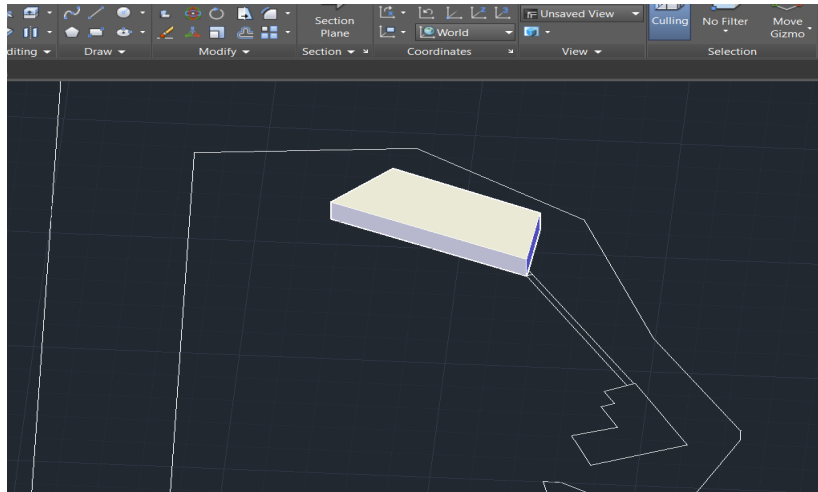 Section
Plane
World
Unsaved View
Culling
No Filter
Move
Gizmo
diting
Draw
Modify
Section
Coordinates
View
Selection